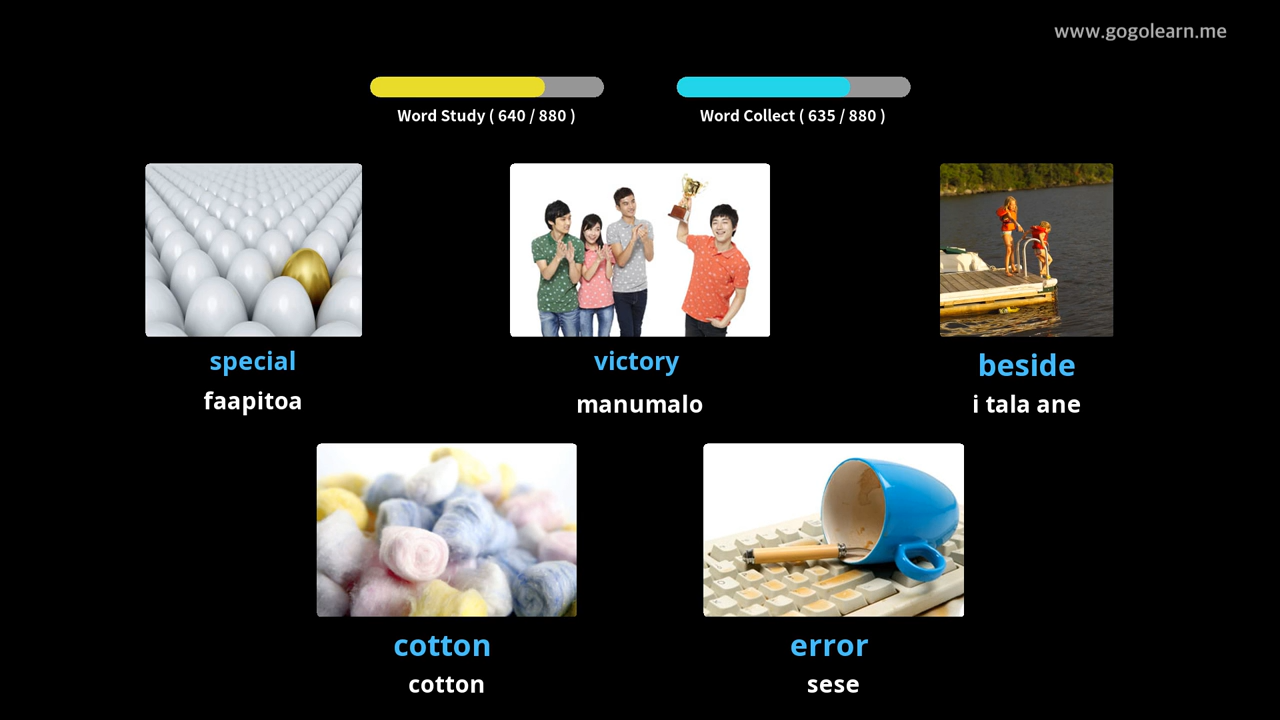 www.gogolearn.me
Word Study ( 640 / 880 )
Word Collect ( 635 / 880 )
special
faapitoa
victory
manumalo
beside
i tala ane
cotton
cotton
error
sese